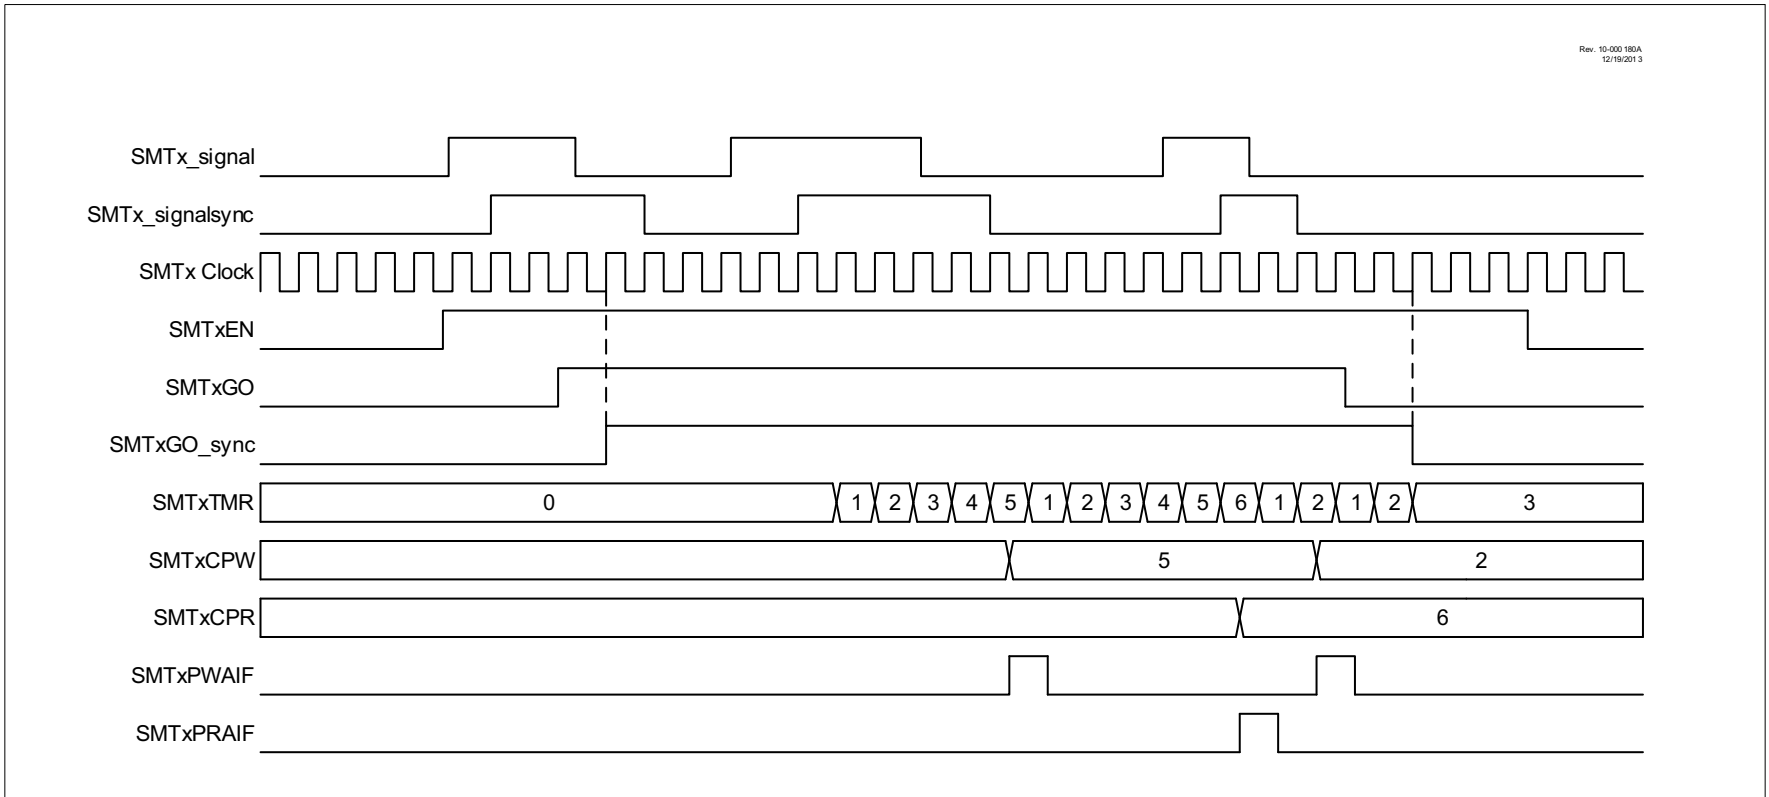 Rev. 10-000 180A
12/19/201 3
SMTx_signal
SMTx_signalsync
SMTx Clock
SMTxEN
SMTxGO
SMTxGO_sync
SMTxTMR 0 1 2 3 4 5 1 2 3 4 5 6 1 2 1 2 3
SMTxCPW 5 2
SMTxCPR 6
SMTxPWAIF
SMTxPRAIF